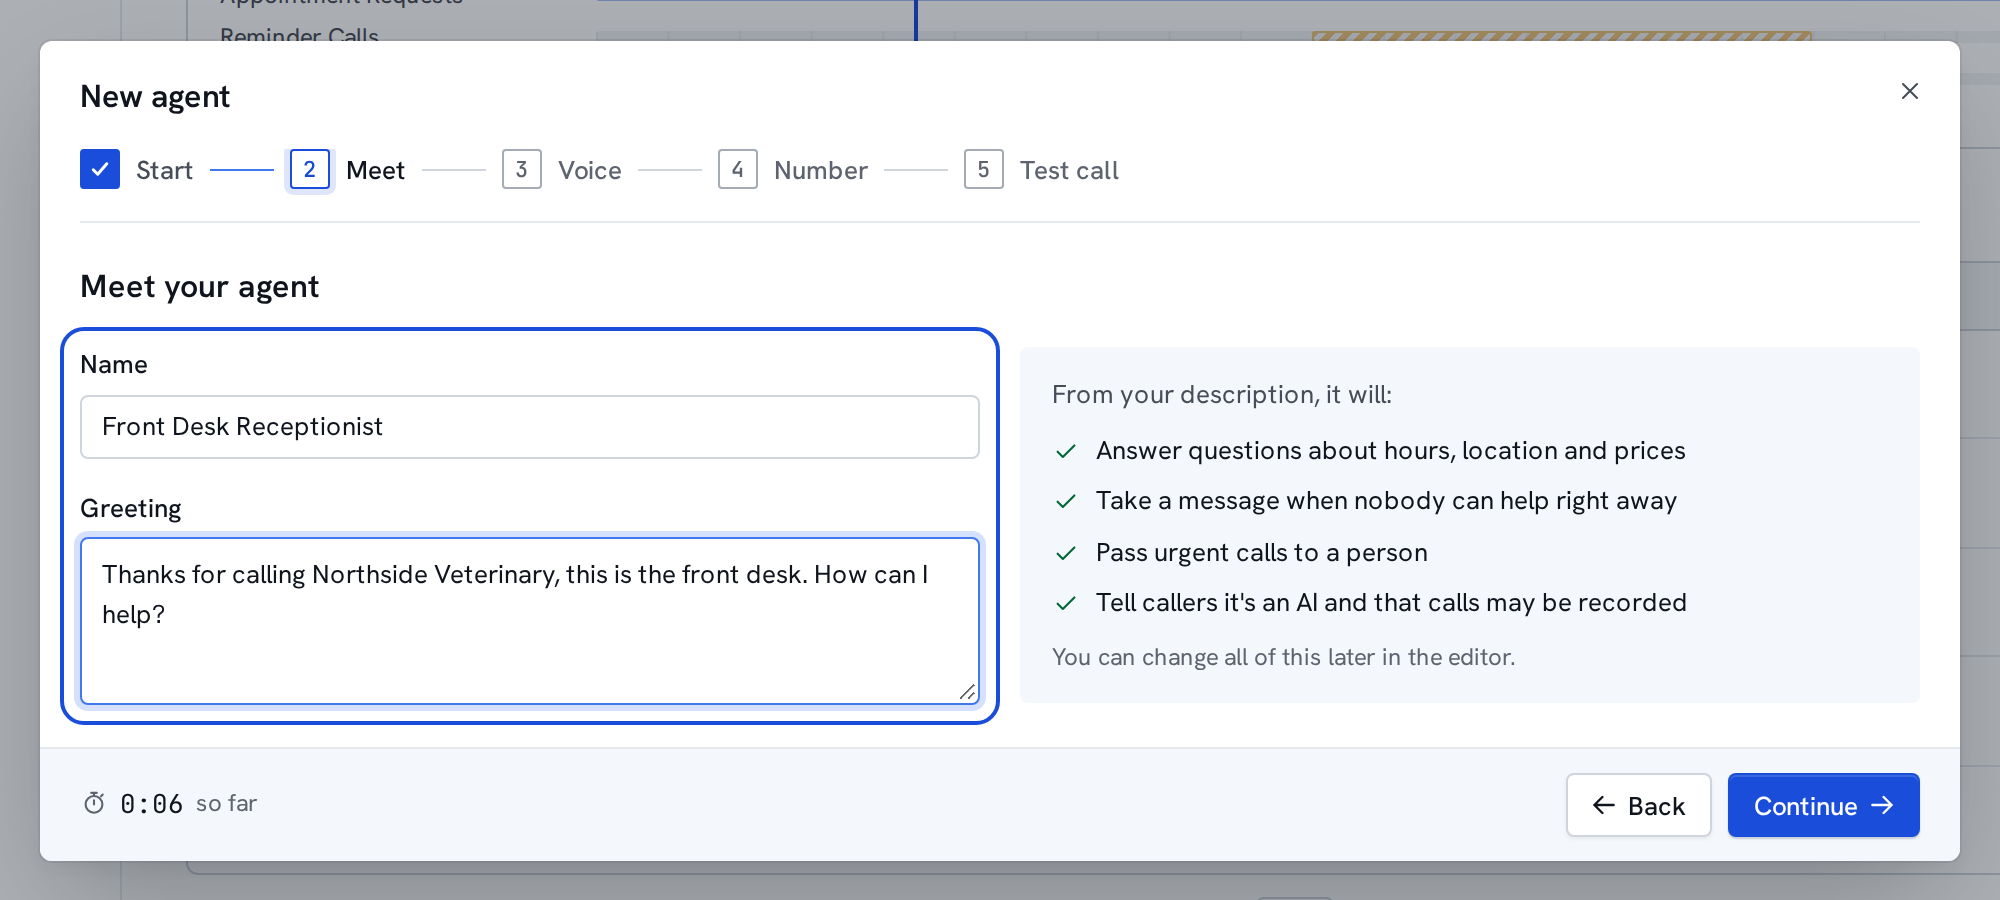 Appointment Requests
Reminder Calls
New agent
Start
2 Meet
3 Voice
4 Number
5 Test call
Meet your agent
Name
Front Desk Receptionist
Greeting
Thanks for calling Northside Veterinary, this is the front desk. How can I
help?
From your description, it will:
Answer questions about hours, location and prices
Take a message when nobody can help right away
Pass urgent calls to a person
Tell callers it's an AI and that calls may be recorded
You can change all of this later in the editor.
0:06 so far
Back
Continue